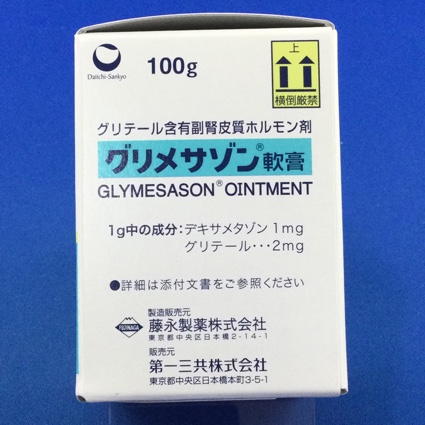 Daiichi-Sankyo
100g
上
横倒厳禁
グリテール含有副腎皮質ホルモン剤
グリメサゾン®軟膏
GLYMESASON® OINTMENT
1g中の成分:デキサメタゾン1mg
グリテール･･･2mg
●詳細は添付文書をご参照ください
製造販売元
FUJINAGA 藤永製薬株式会社
東京都中央区日本橋2-14-1
販売元
第一三共株式会社
東京都中央区日本橋本町3-5-1